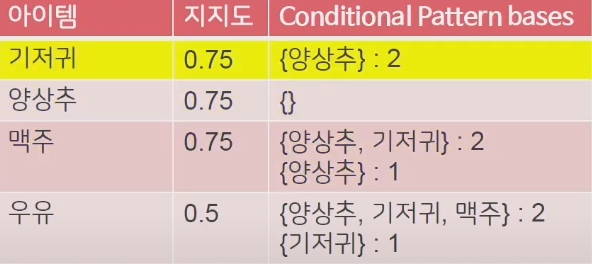 아이템 지지도 Conditional Pattern bases
기저귀 0.75 {양상추} : 2
양상추 0.75 {}
맥주 0.75 {양상추, 기저귀} : 2
{양상추} : 1
우유 0.5 {양상추, 기저귀, 맥주} : 2
{기저귀} : 1